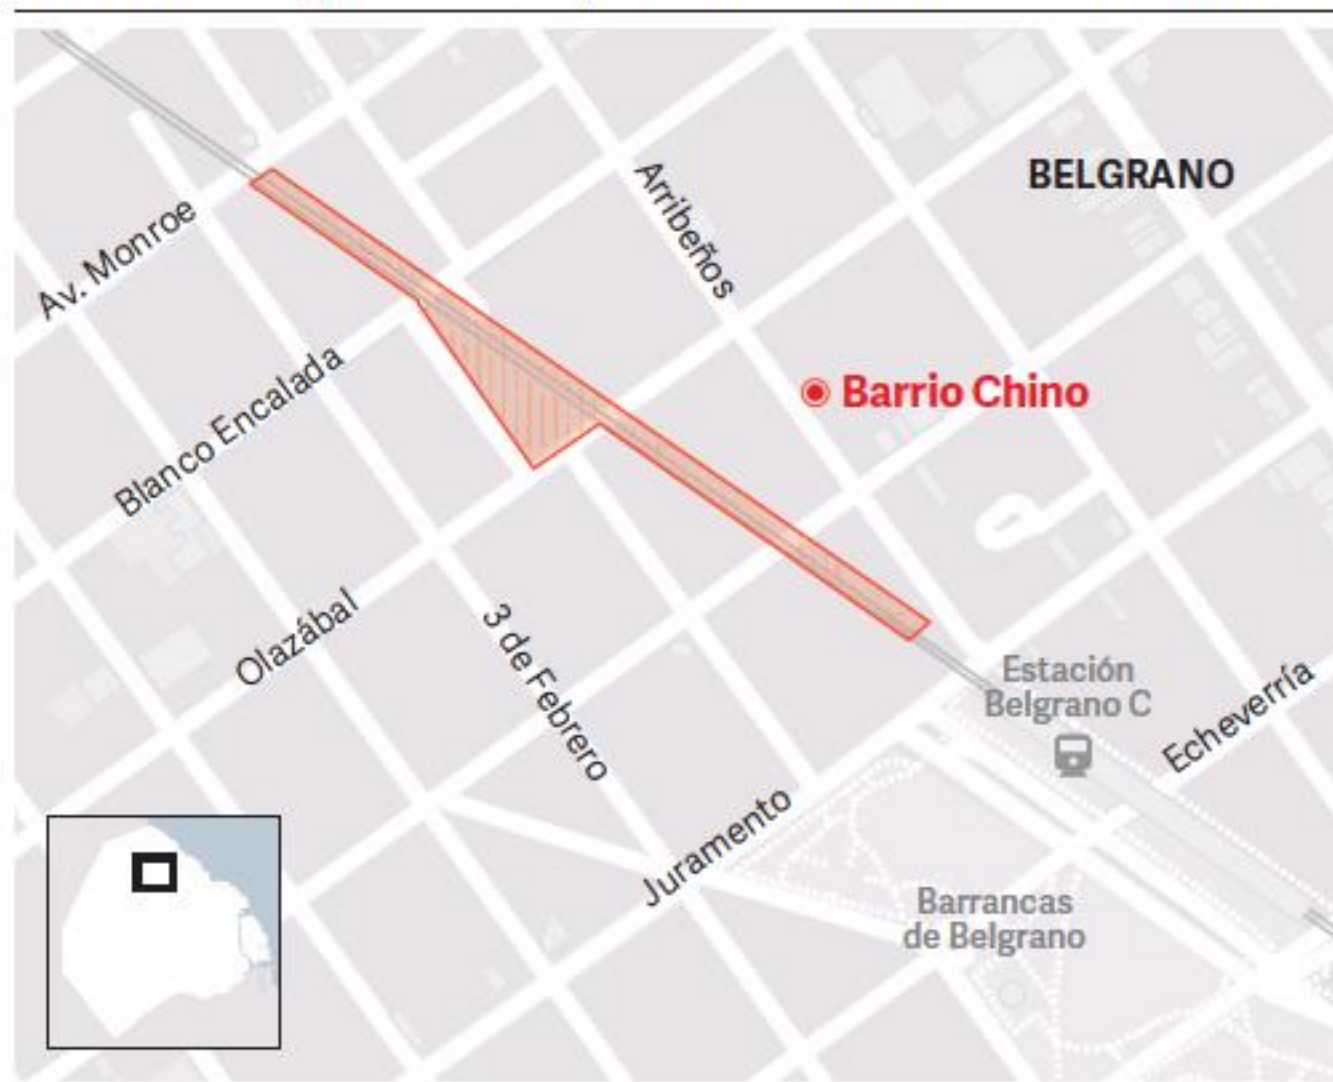 BELGRANO
Arribeños
Av. Monroe
Barrio Chino
Blanco Encalada
Olazábal
3 de Febrero
Estación
Belgrano C
Echeverría
Juramento
Barrancas
de Belgrano